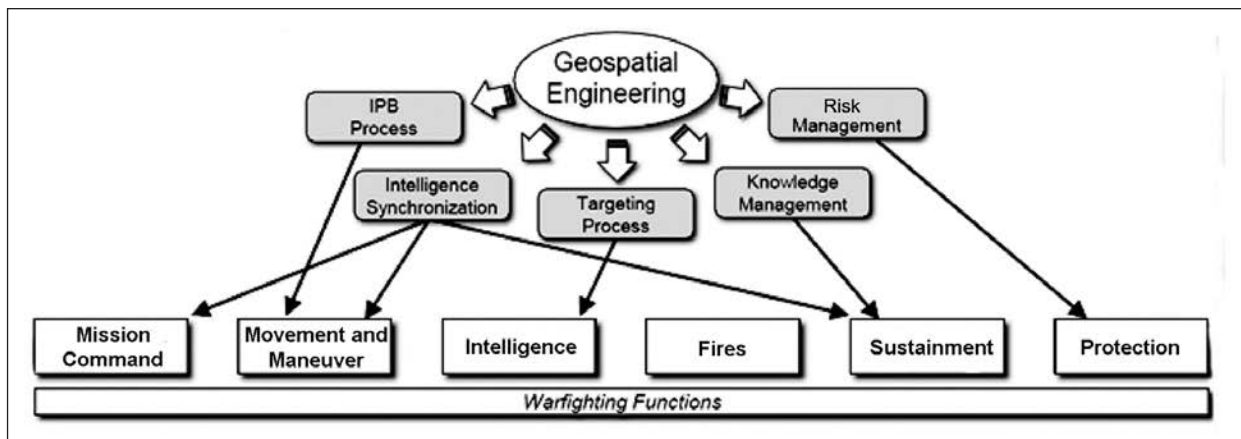 Geospatial
Engineering
IPB
Process
Risk
Management
Intelligence
Synchronization
Targeting
Process
Knowledge
Management
Mission
Command
Movement and
Maneuver
Intelligence
Fires
Sustainment
Protection
Warfighting Functions